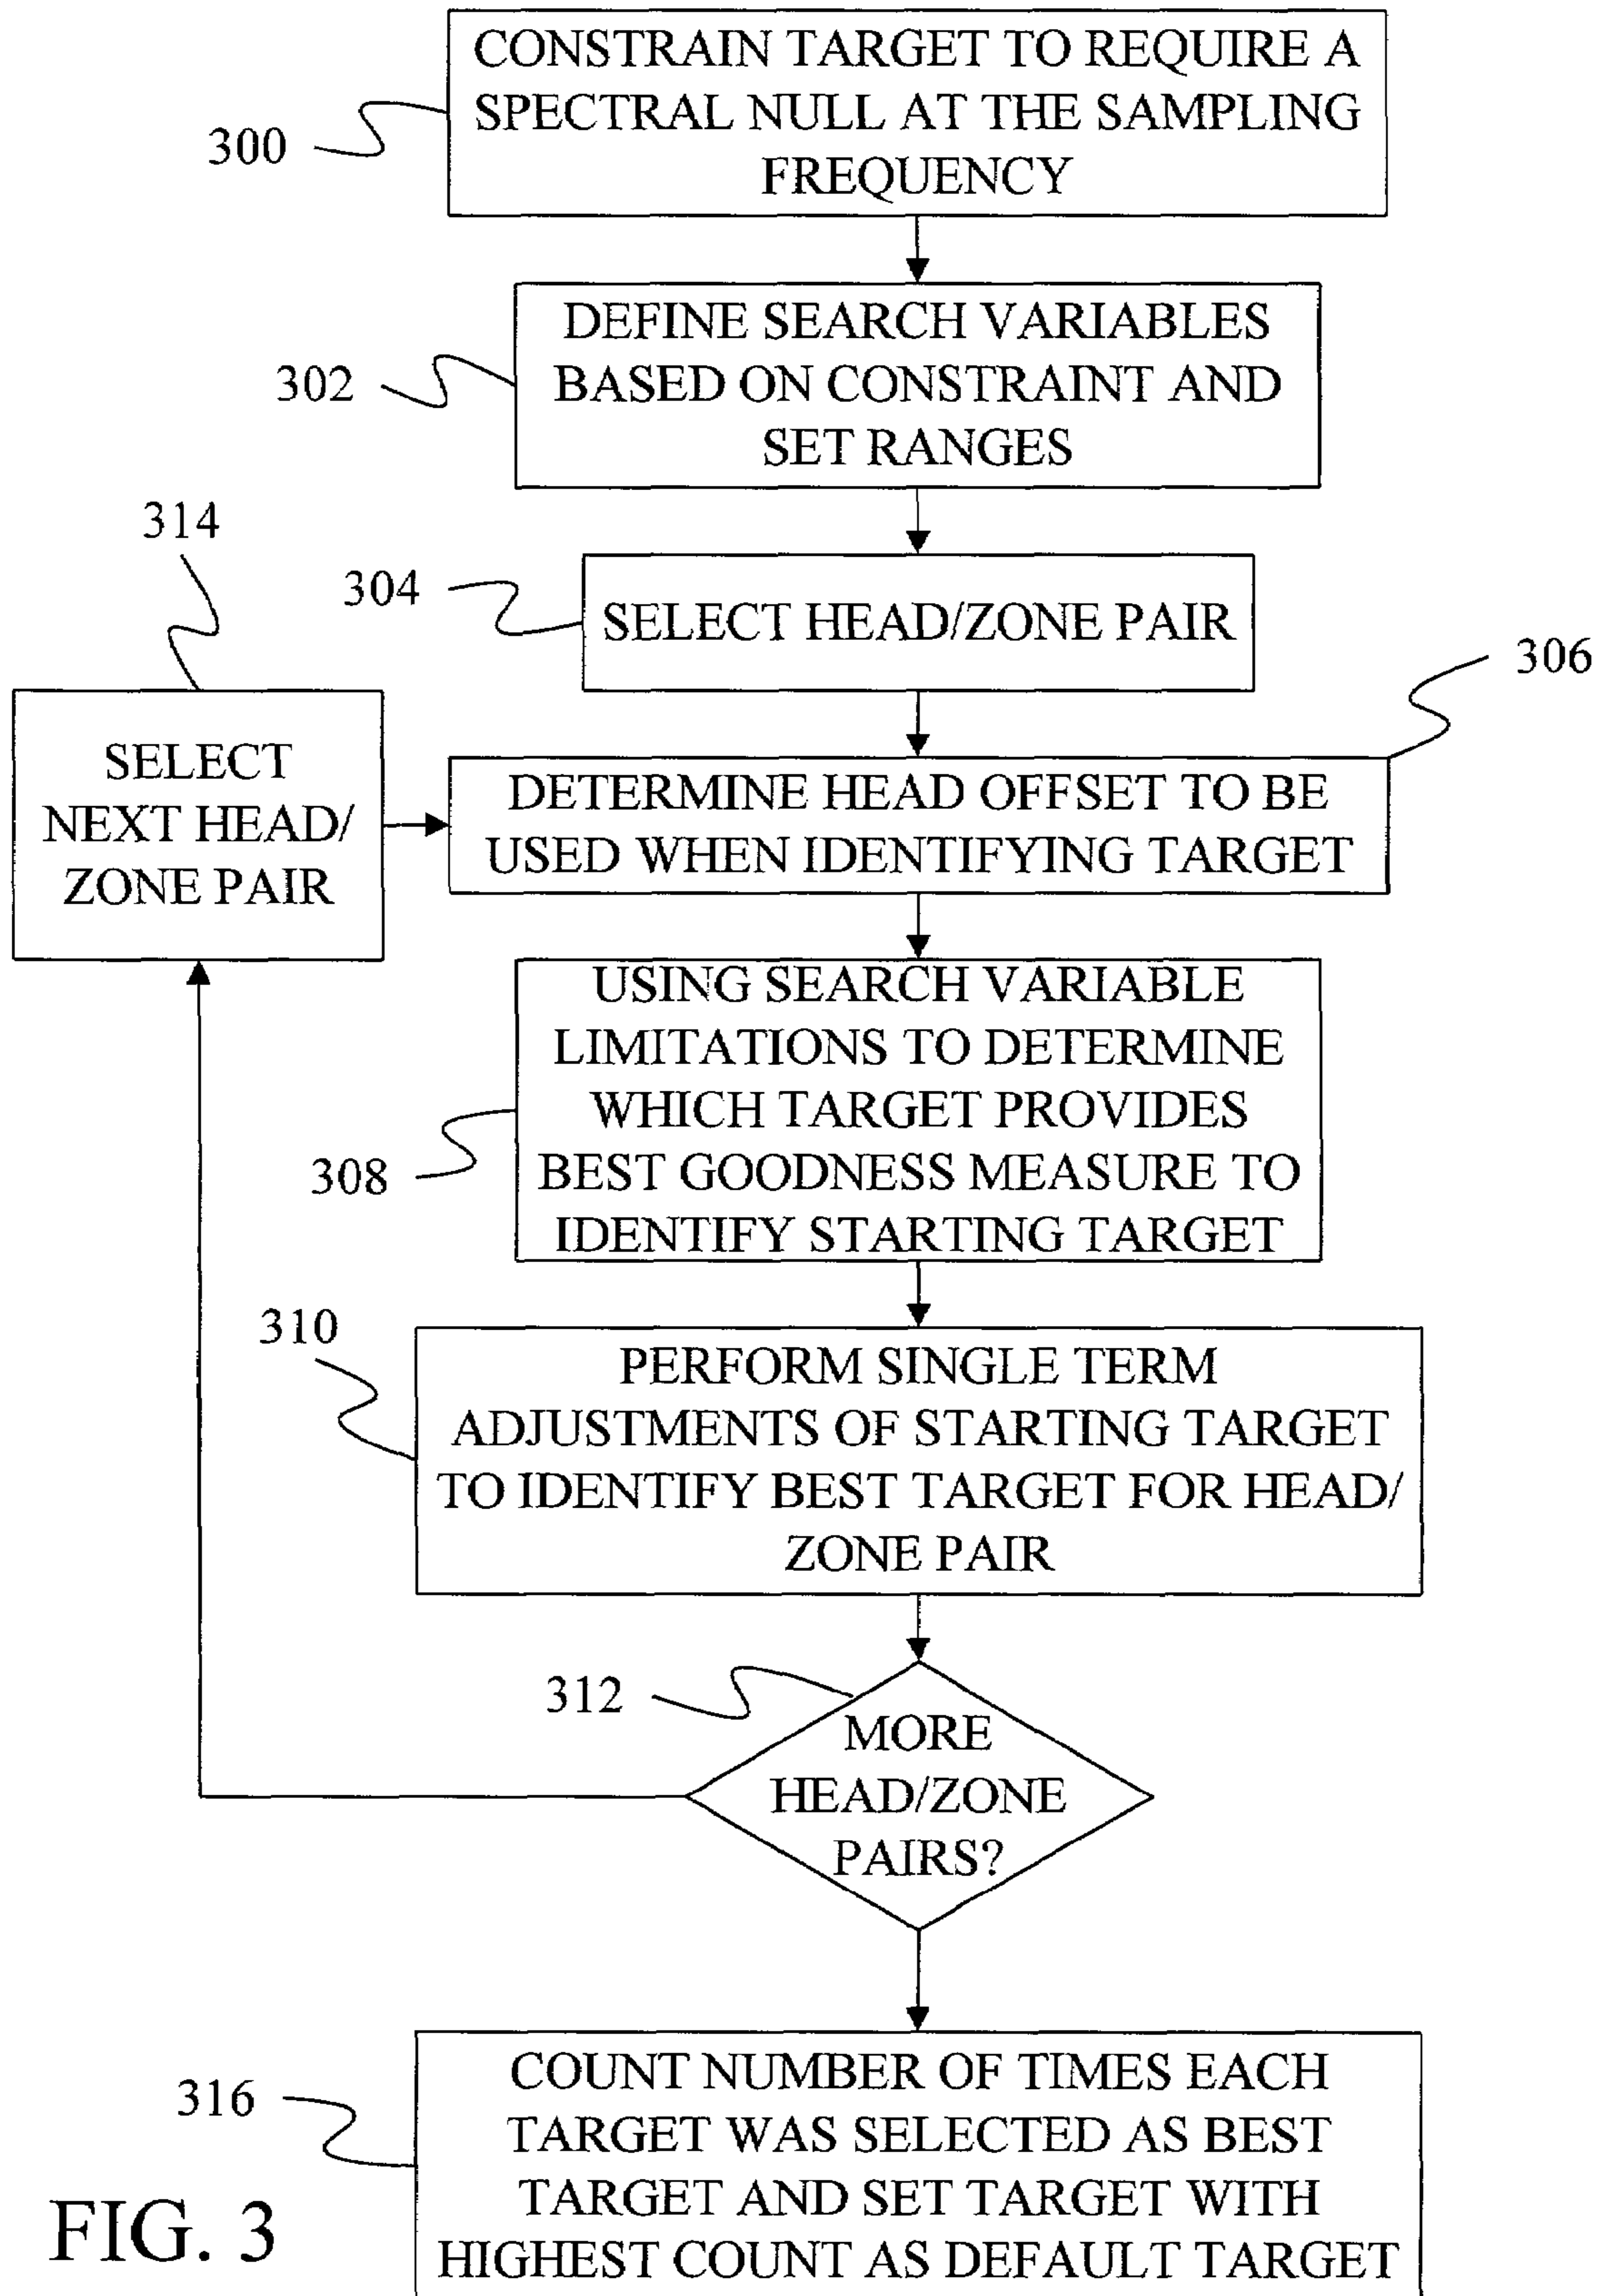 CONSTRAIN TARGET TO REQUIRE A
SPECTRAL NULL AT THE SAMPLING
FREQUENCY
300
DEFINE SEARCH VARIABLES
BASED ON CONSTRAINT AND
SET RANGES
302
314
304
SELECT HEAD/ZONE PAIR
306
SELECT
NEXT HEAD/
ZONE PAIR
DETERMINE HEAD OFFSET TO BE
USED WHEN IDENTIFYING TARGET
USING SEARCH VARIABLE
LIMITATIONS TO DETERMINE
WHICH TARGET PROVIDES
BEST GOODNESS MEASURE TO
IDENTIFY STARTING TARGET
308
310
PERFORM SINGLE TERM
ADJUSTMENTS OF STARTING TARGET
TO IDENTIFY BEST TARGET FOR HEAD/
ZONE PAIR
312
MORE
HEAD/ZONE
PAIRS?
316
COUNT NUMBER OF TIMES EACH
TARGET WAS SELECTED AS BEST
TARGET AND SET TARGET WITH
HIGHEST COUNT AS DEFAULT TARGET
FIG. 3